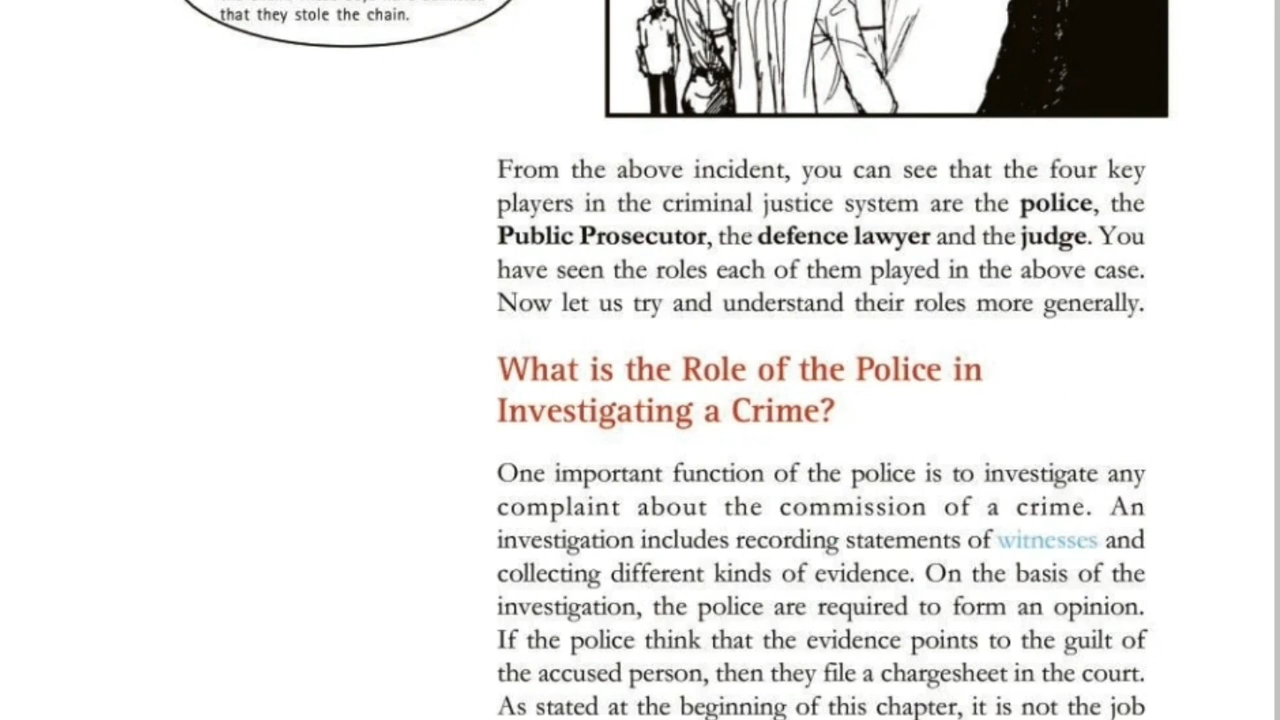 that they stole the chain.
From the above incident, you can see that the four key
players in the criminal justice system are the police, the
Public Prosecutor, the defence lawyer and the judge. You
have seen the roles each of them played in the above case.
Now let us try and understand their roles more generally.
What is the Role of the Police in
Investigating a Crime?
One important function of the police is to investigate any
complaint about the commission of a crime. An
investigation includes recording statements of witnesses and
collecting different kinds of evidence. On the basis of the
investigation, the police are required to form an opinion.
If the police think that the evidence points to the guilt of
the accused person, then they file a chargesheet in the court.
As stated at the beginning of this chapter, it is not the job